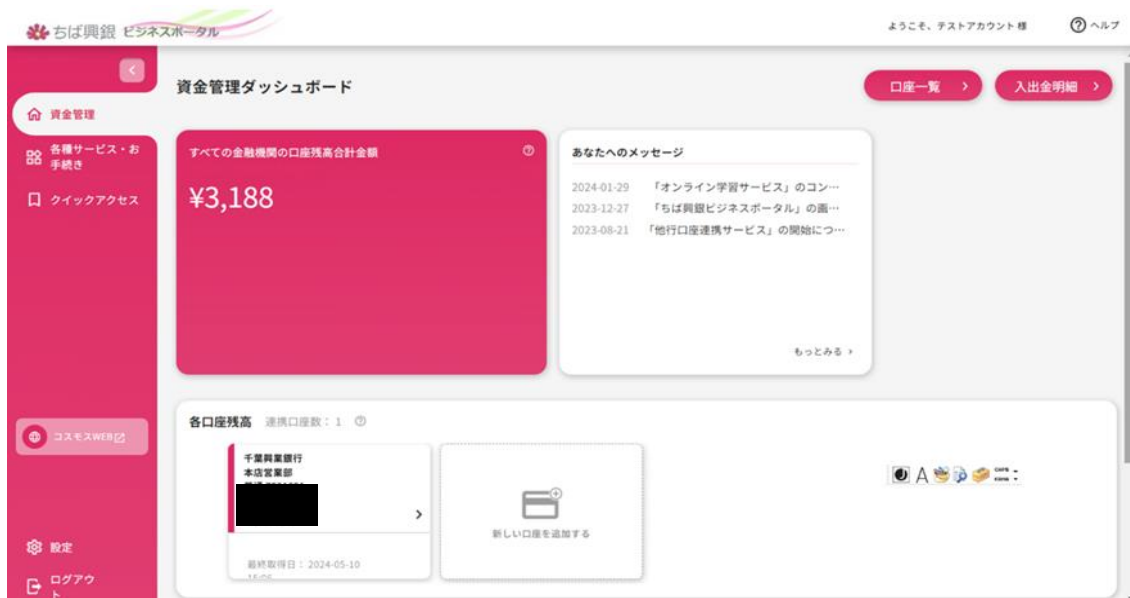 ちば興銀 ビジネスポータル
ようこそ、テストアカウント 様
ヘルプ
資金管理ダッシュボード
口座一覧
入出金明細
資金管理
各種サービス・お
手続き
クイックアクセス
コスモスWEB
設定
ログアウ
ト
すべての金融機関の口座残高合計金額
¥3,188
あなたへのメッセージ
2024-01-29 「オンライン学習サービス」のコン…
2023-12-27 「ちば興銀ビジネスポータル」の画…
2023-08-21 「他行口座連携サービス」の開始につ…
もっとみる
各口座残高 連携口座数： 1
千葉興業銀行
本店営業部
最終取得日： 2024-05-10
新しい口座を追加する
A
CAPS
KANA